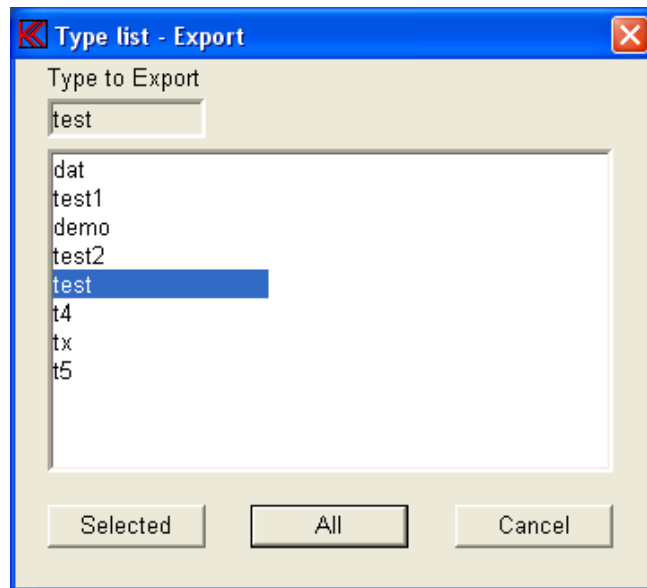 Type list - Export
Type to Export
test
dat
test1
demo
test2
test
t4
tx
t5
Selected All Cancel